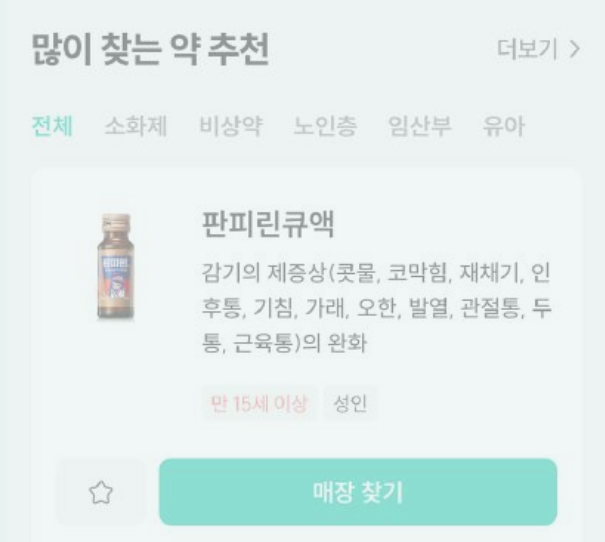 많이 찾는 약 추천
더보기 >
전체 소화제 비상약 노인층 임산부 유아
판피린큐액
감기의 제증상(콧물, 코막힘, 재채기, 인
후통, 기침, 가래, 오한, 발열, 관절통, 두
통, 근육통)의 완화
만 15세 이상 성인
매장 찾기